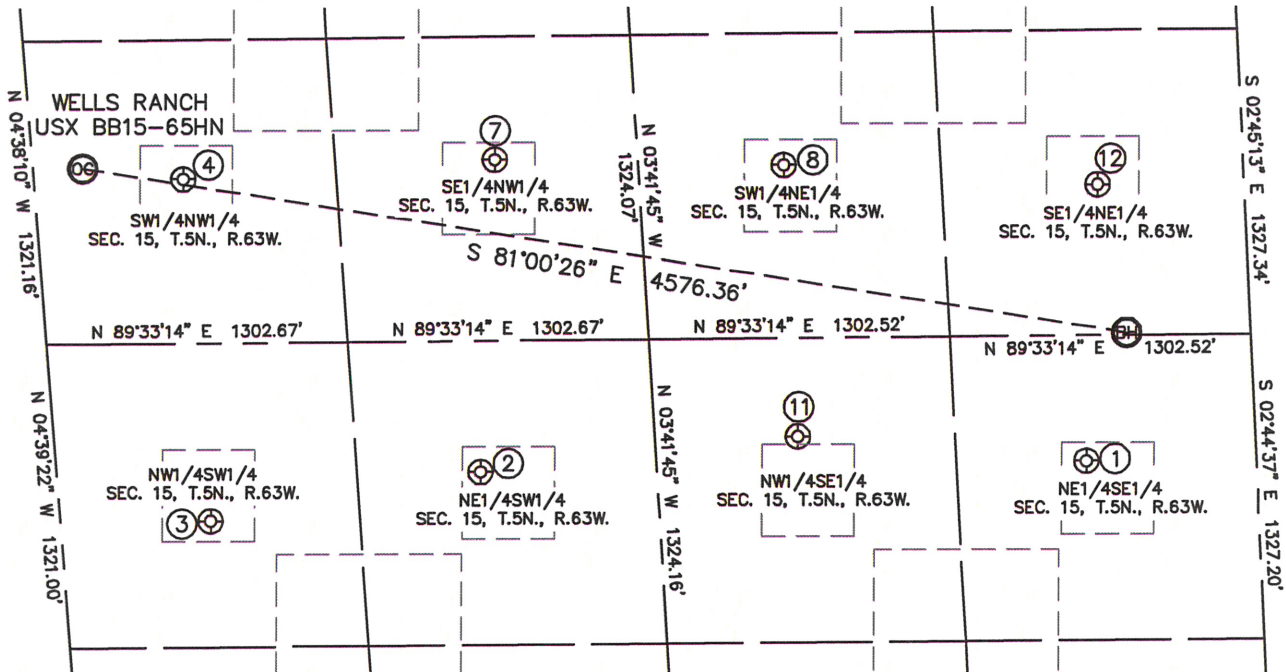 WELLS RANCH
USX BB15-65HN
OG
N 04°38'10" W 1321.16'
4
SW1/4NW1/4
SEC. 15, T.5N., R.63W.
7
SE1/4NW1/4
SEC. 15, T.5N., R.63W.
N 03°41'45" W
1324.07'
8
SW1/4NE1/4
SEC. 15, T.5N., R.63W.
12
SE1/4NE1/4
SEC. 15, T.5N., R.63W.
S 02°45'13" E 1327.34'
S 81°00'26" E 4576.36'
N 89°33'14" E 1302.67'
N 89°33'14" E 1302.67'
N 89°33'14" E 1302.52'
N 89°33'14" E 1302.52'
BH
N 04°39'22" W 1321.00'
NW1/4SW1/4
SEC. 15, T.5N., R.63W.
3
2
NE1/4SW1/4
SEC. 15, T.5N., R.63W.
N 03°41'45" W 1324.16'
11
NW1/4SE1/4
SEC. 15, T.5N., R.63W.
1
NE1/4SE1/4
SEC. 15, T.5N., R.63W.
S 02°44'37" E 1327.20'